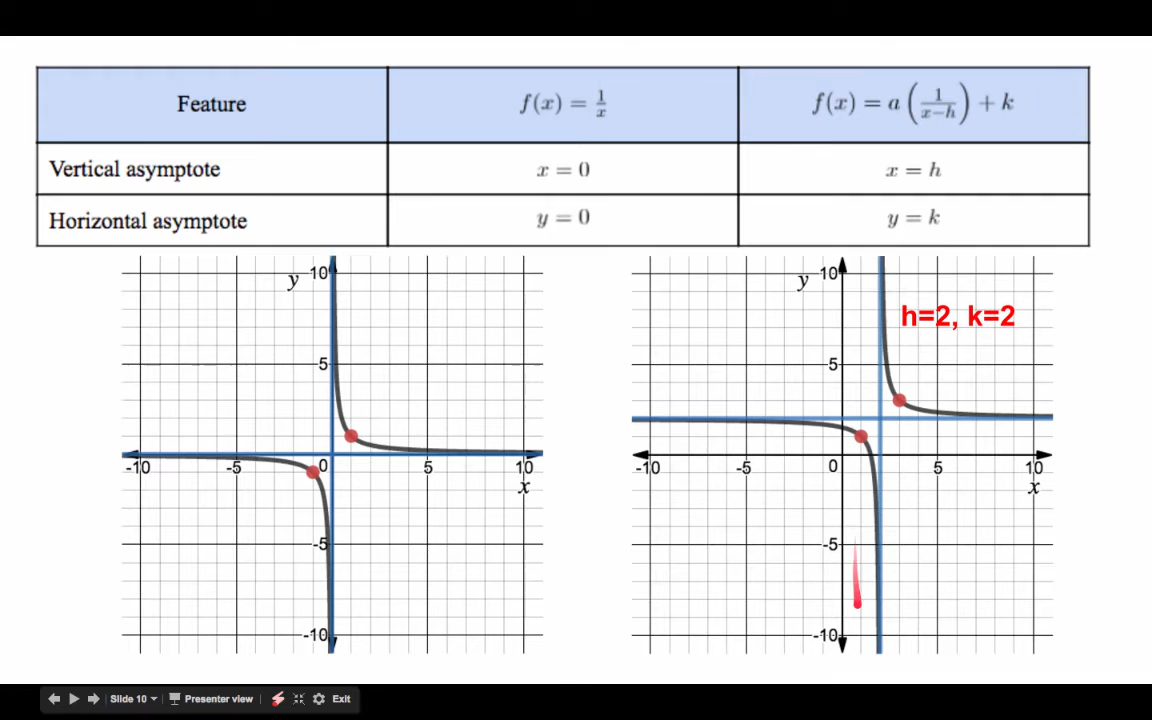 Feature f(x) = 1/x f(x) = a(1/(x−h)) + k
Vertical asymptote x = 0 x = h
Horizontal asymptote y = 0 y = k
y 10 y 10
h=2, k=2
5 5
-10 -5 0 5 10 -10 -5 0 5 10
x x
-5 -5
-10 -10
Slide 10 Presenter view Exit